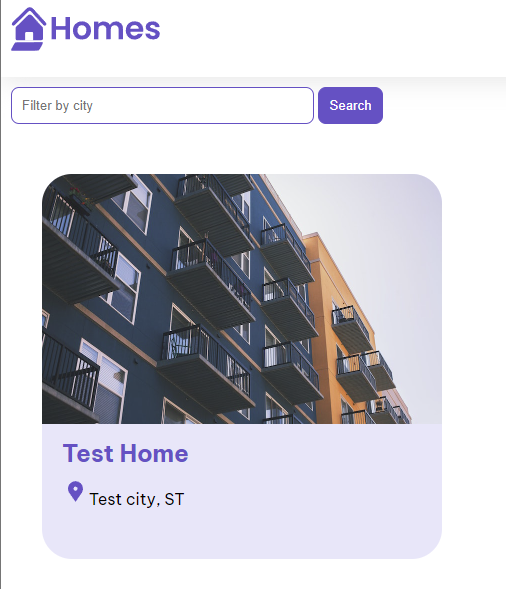 Homes
Filter by city
Search
Test Home
Test city, ST